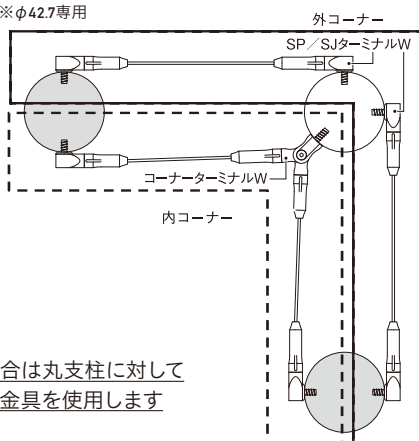 ※φ42.7専用
外コーナー
SP／SJターミナルW
コーナーターミナルW
内コーナー
合は丸支柱に対して
金具を使用します